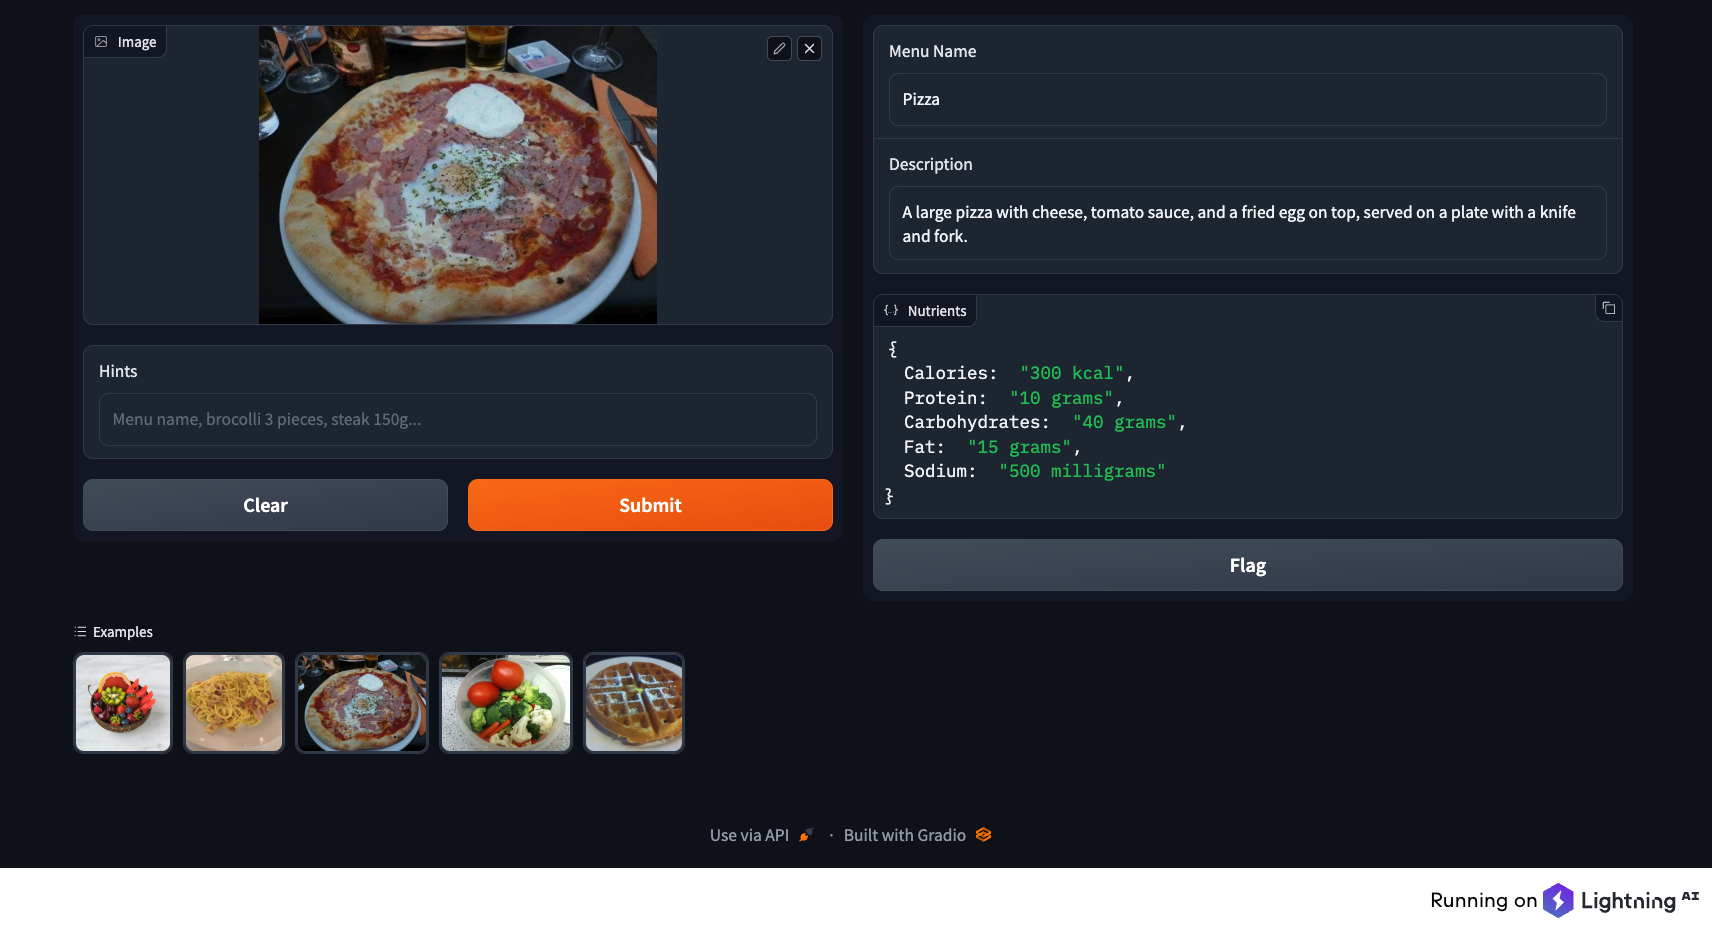 Image
Hints
Menu name, brocolli 3 pieces, steak 150g...
Clear
Submit
Menu Name
Pizza
Description
A large pizza with cheese, tomato sauce, and a fried egg on top, served on a plate with a knife
and fork.
{..} Nutrients
{
Calories: "300 kcal",
Protein: "10 grams",
Carbohydrates: "40 grams",
Fat: "15 grams",
Sodium: "500 milligrams"
}
Flag
Examples
Use via API · Built with Gradio
Running on Lightning AI